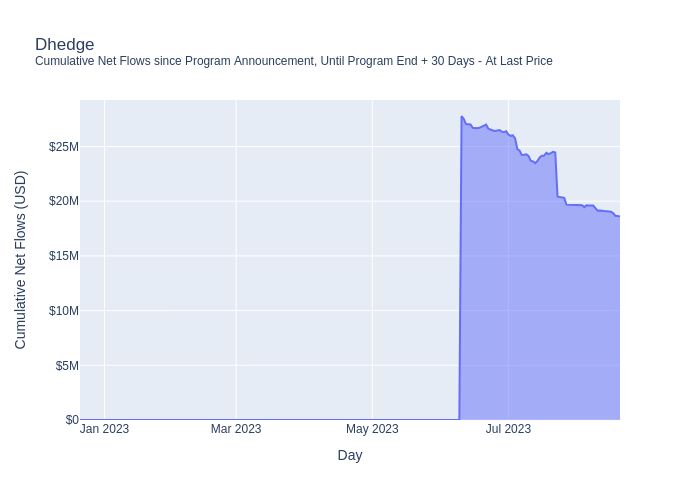 Dhedge
Cumulative Net Flows since Program Announcement, Until Program End + 30 Days - At Last Price
Cumulative Net Flows (USD)
$25M
$20M
$15M
$10M
$5M
$0
Jan 2023 Mar 2023 May 2023 Jul 2023
Day